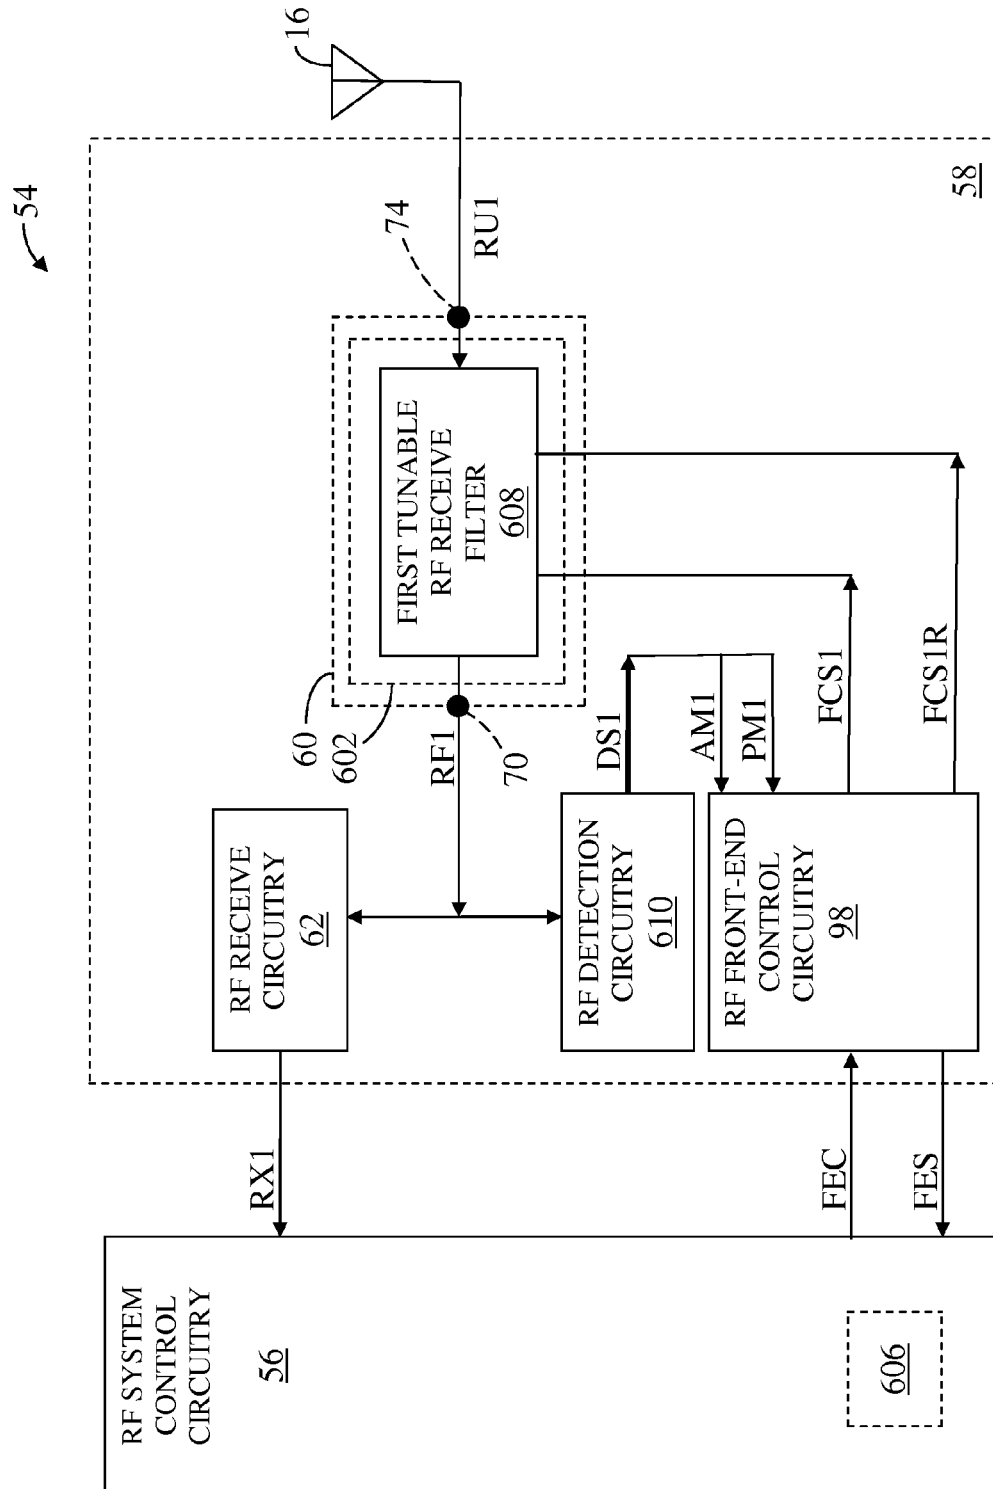 54
16
RF SYSTEM
CONTROL
CIRCUITRY
56
606
RX1
FEC
FES
RF RECEIVE
CIRCUITRY
62
RF DETECTION
CIRCUITRY
610
RF FRONT-END
CONTROL
CIRCUITRY
98
60
602
RF1
70
DS1
AM1
PM1
FCS1
FCS1R
FIRST TUNABLE
RF RECEIVE
FILTER
608
74
RU1
58